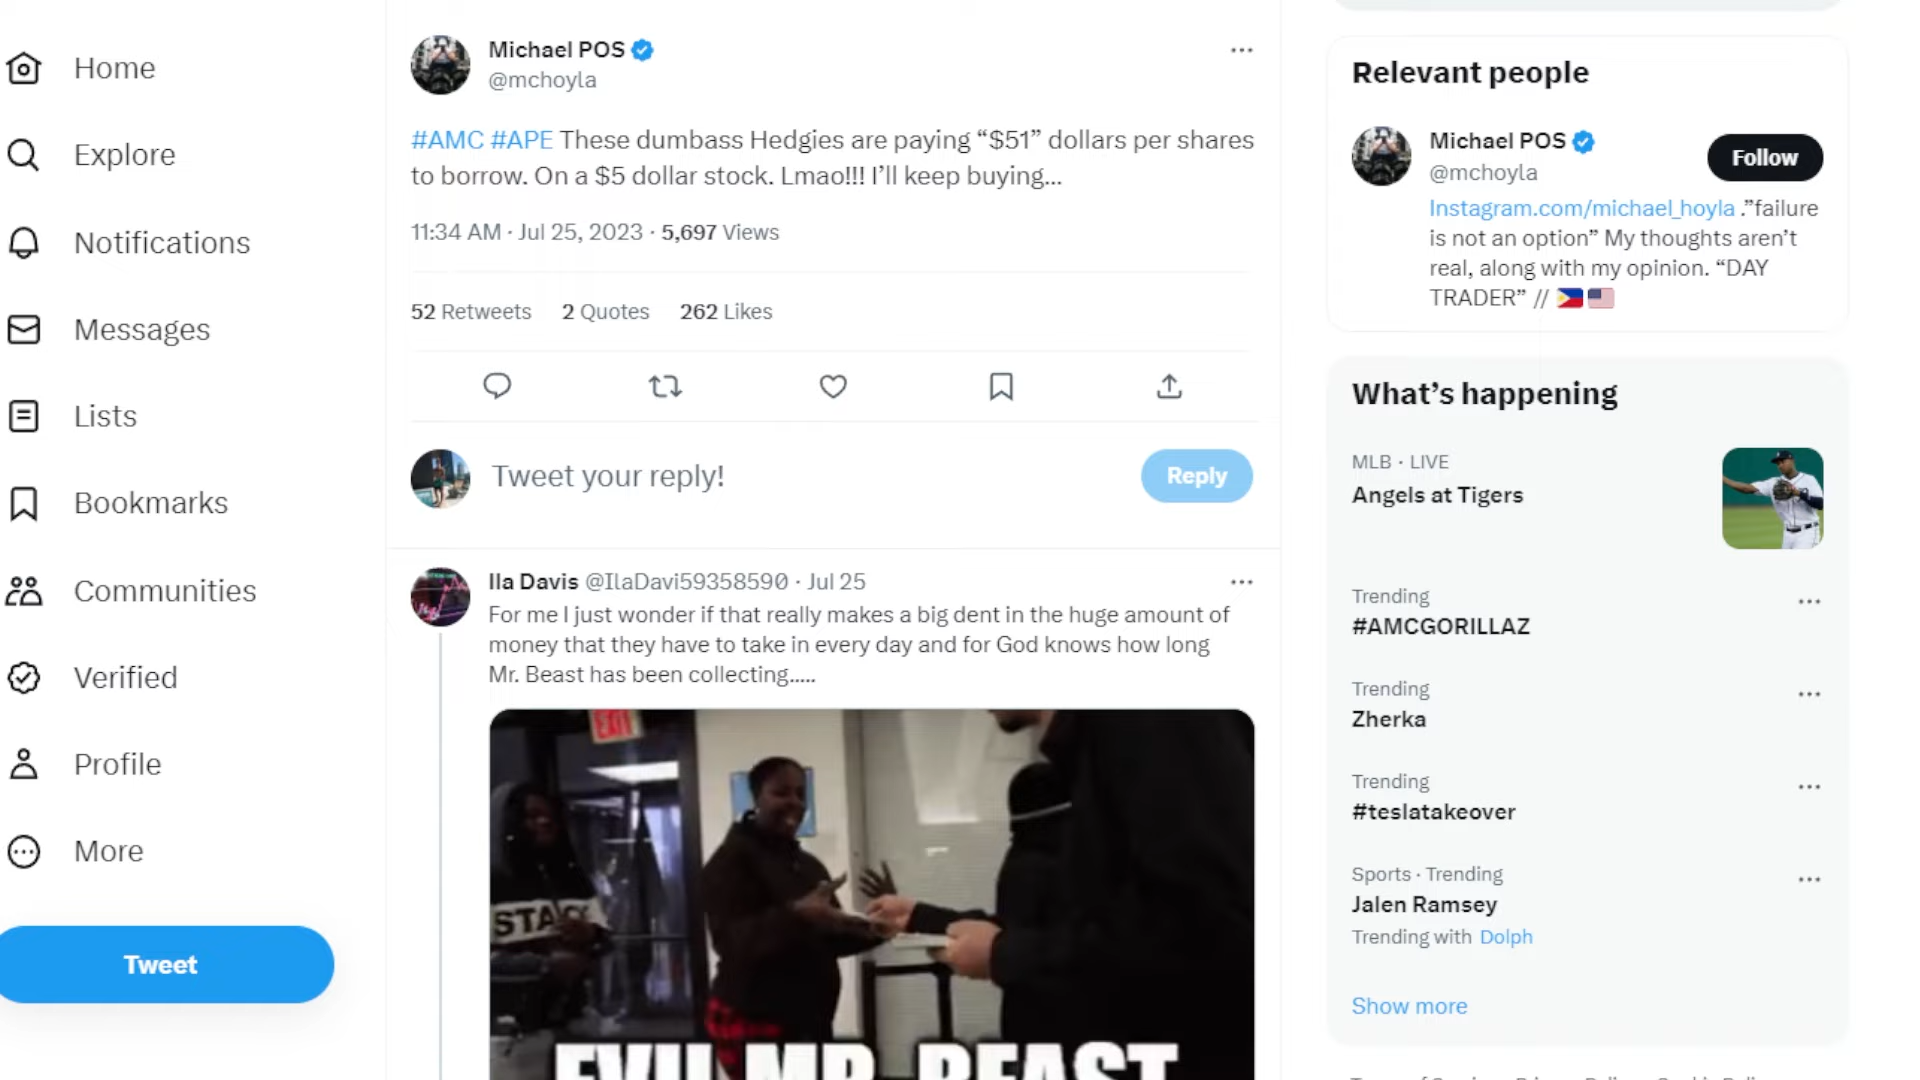 Home
Explore
Notifications
Messages
Lists
Bookmarks
Communities
Verified
Profile
More
Tweet
Michael POS
@mchoyla
#AMC #APE These dumbass Hedgies are paying “$51” dollars per shares
to borrow. On a $5 dollar stock. Lmao!!! I’ll keep buying...
11:34 AM · Jul 25, 2023 · 5,697 Views
52 Retweets 2 Quotes 262 Likes
Tweet your reply!
Reply
Ila Davis @IlaDavi59358590 · Jul 25
For me I just wonder if that really makes a big dent in the huge amount of
money that they have to take in every day and for God knows how long
Mr. Beast has been collecting.....
EXIT
EVIL MR. BEAST
Relevant people
Michael POS
@mchoyla
Follow
Instagram.com/michael_hoyla .”failure
is not an option” My thoughts aren’t
real, along with my opinion. “DAY
TRADER” //
What’s happening
MLB · LIVE
Angels at Tigers
Trending
#AMCGORILLAZ
Trending
Zherka
Trending
#teslatakeover
Sports · Trending
Jalen Ramsey
Trending with Dolph
Show more